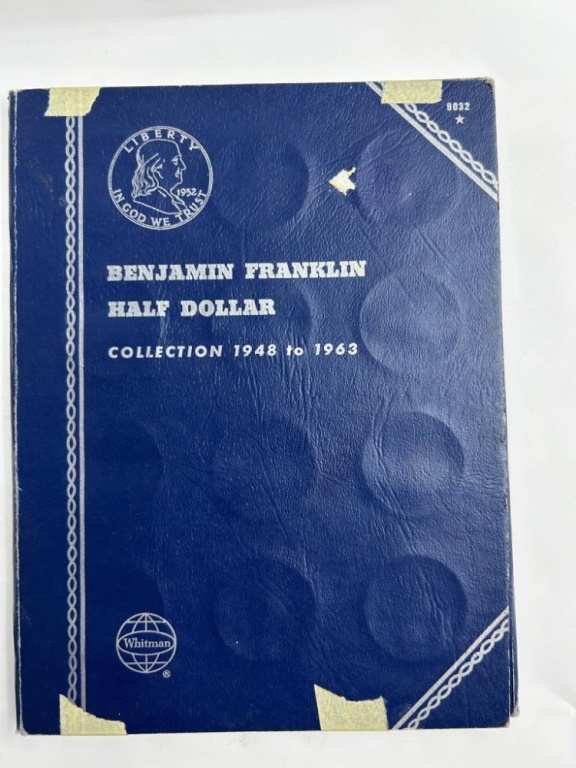 9032
★
LIBERTY
1952
IN GOD WE TRUST
BENJAMIN FRANKLIN
HALF DOLLAR
COLLECTION 1948 to 1963
Whitman
®